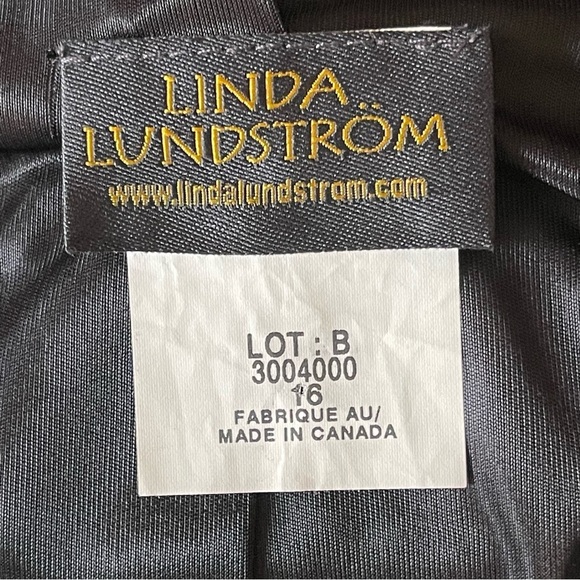 LINDA
LUNDSTRÖM
www.lindalundstrom.com
LOT : B
3004000
16
FABRIQUE AU/
MADE IN CANADA